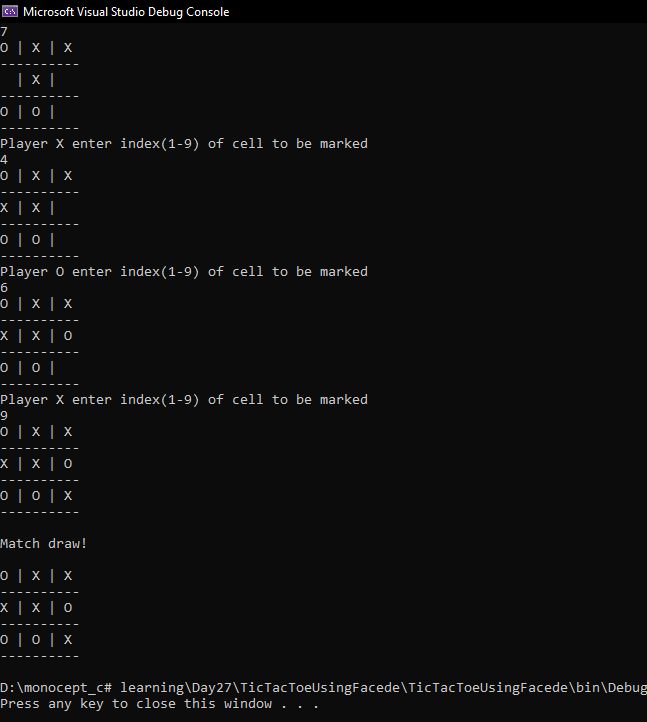 Microsoft Visual Studio Debug Console
7
O | X | X
----------
  | X |
----------
O | O |
----------
Player X enter index(1-9) of cell to be marked
4
O | X | X
----------
X | X |
----------
O | O |
----------
Player O enter index(1-9) of cell to be marked
6
O | X | X
----------
X | X | O
----------
O | O |
----------
Player X enter index(1-9) of cell to be marked
9
O | X | X
----------
X | X | O
----------
O | O | X
----------
Match draw!
O | X | X
----------
X | X | O
----------
O | O | X
----------
D:\monocept_c# learning\Day27\TicTacToeUsingFacede\TicTacToeUsingFacede\bin\Debug
Press any key to close this window . . .